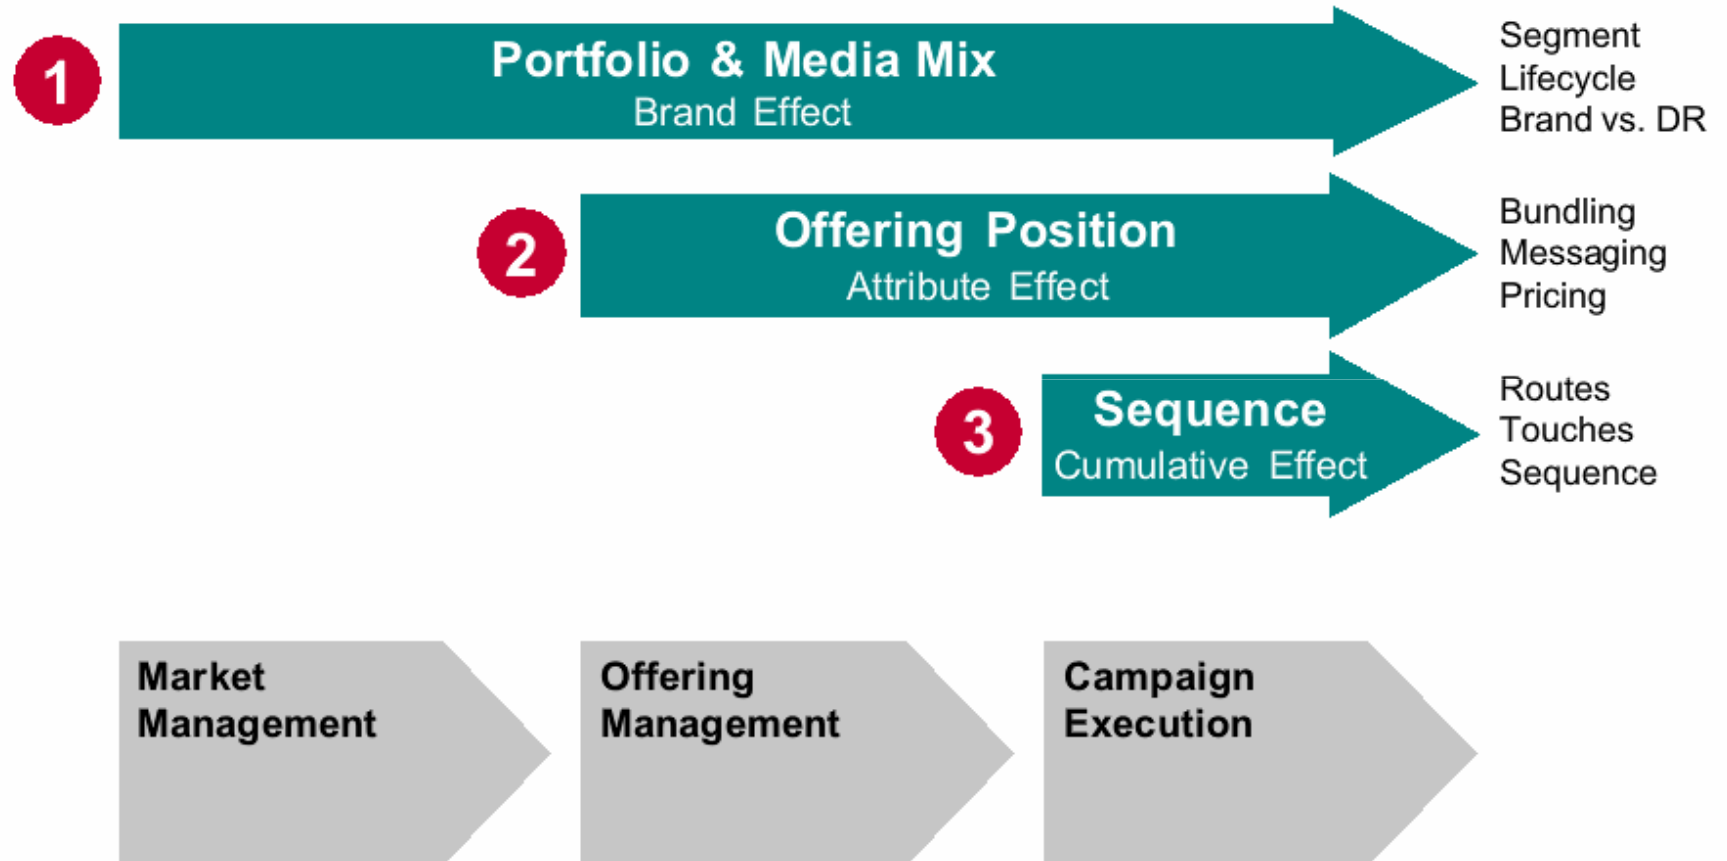 1
Portfolio & Media Mix
Brand Effect
Segment
Lifecycle
Brand vs. DR
2
Offering Position
Attribute Effect
Bundling
Messaging
Pricing
3
Sequence
Cumulative Effect
Routes
Touches
Sequence
Market
Management
Offering
Management
Campaign
Execution